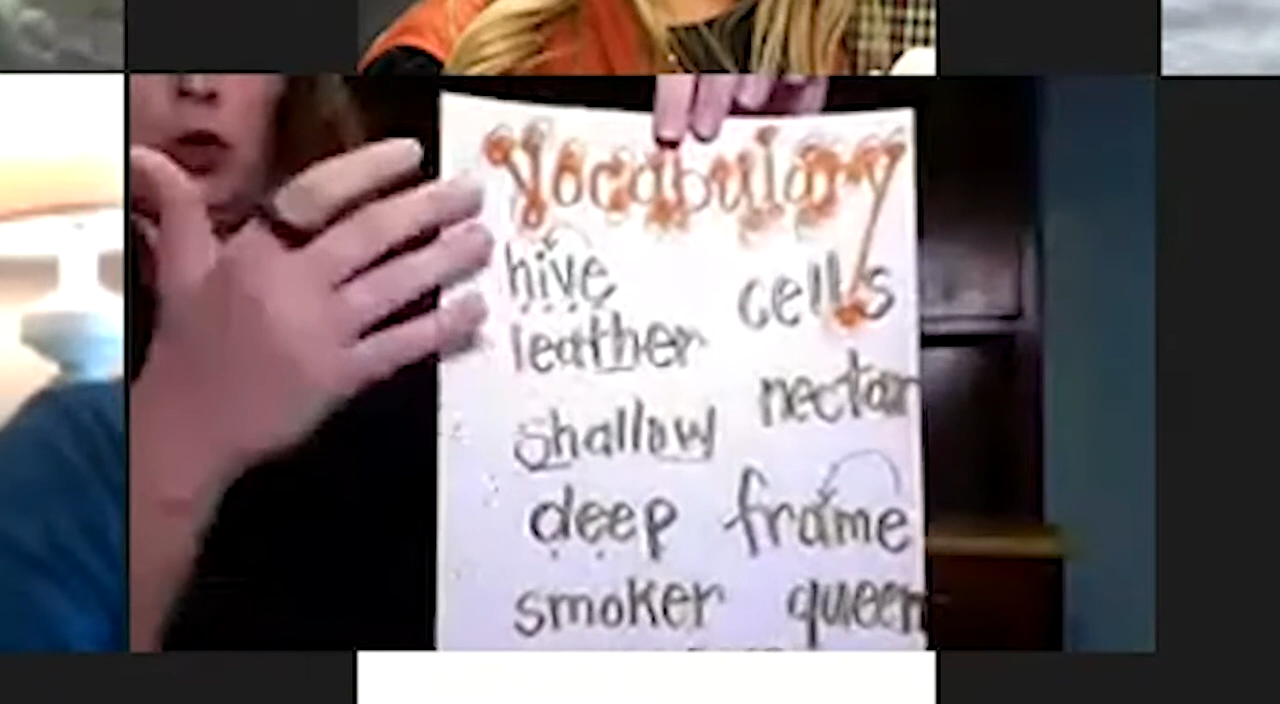 Vocabulary
hive cells
leather
nectar
shallow
deep frame
smoker queen